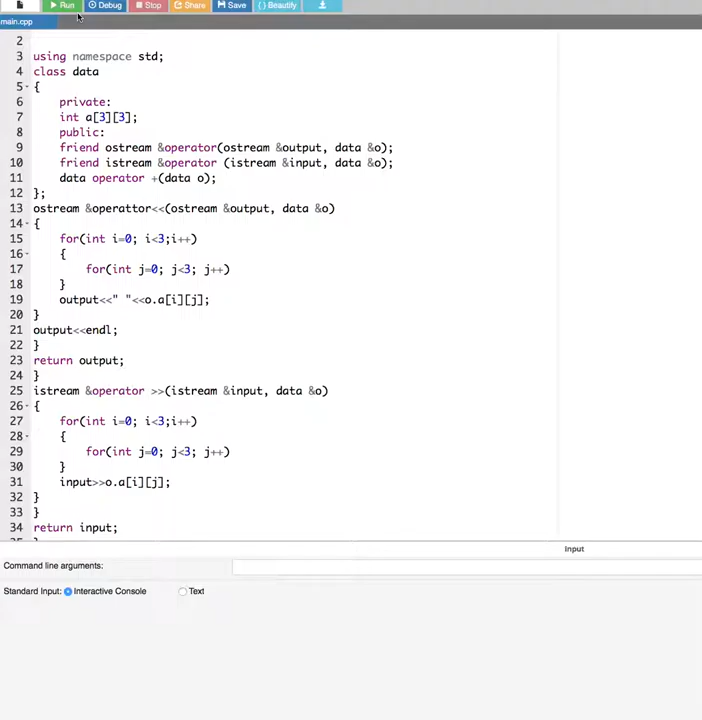 Run Debug Stop Share Save { } Beautify
main.cpp
2
3 using namespace std;
4 class data
5 {
6 private:
7 int a[3][3];
8 public:
9 friend ostream &operator(ostream &output, data &o);
10 friend istream &operator (istream &input, data &o);
11 data operator +(data o);
12 };
13 ostream &operattor<<(ostream &output, data &o)
14 {
15 for(int i=0; i<3;i++)
16 {
17 for(int j=0; j<3; j++)
18 }
19 output<<" "<<o.a[i][j];
20 }
21 output<<endl;
22 }
23 return output;
24 }
25 istream &operator >>(istream &input, data &o)
26 {
27 for(int i=0; i<3;i++)
28 {
29 for(int j=0; j<3; j++)
30 }
31 input>>o.a[i][j];
32 }
33 }
34 return input;
Input
Command line arguments:
Standard Input: Interactive Console Text